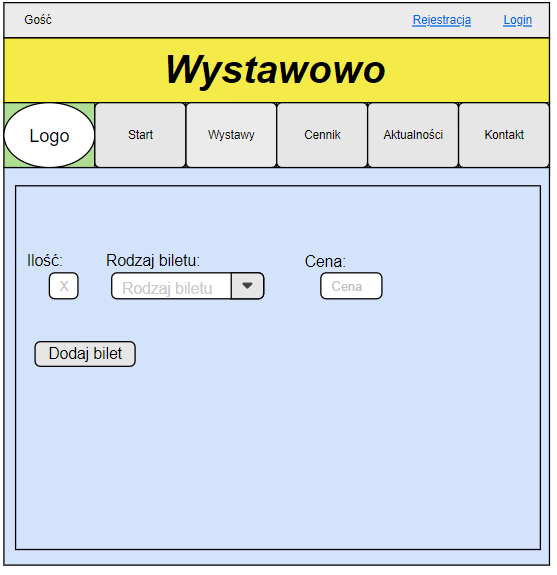 Gość Rejestracja Login
Wystawowo
Logo Start Wystawy Cennik Aktualności Kontakt
Ilość: Rodzaj biletu: Cena:
X Rodzaj biletu Cena
Dodaj bilet